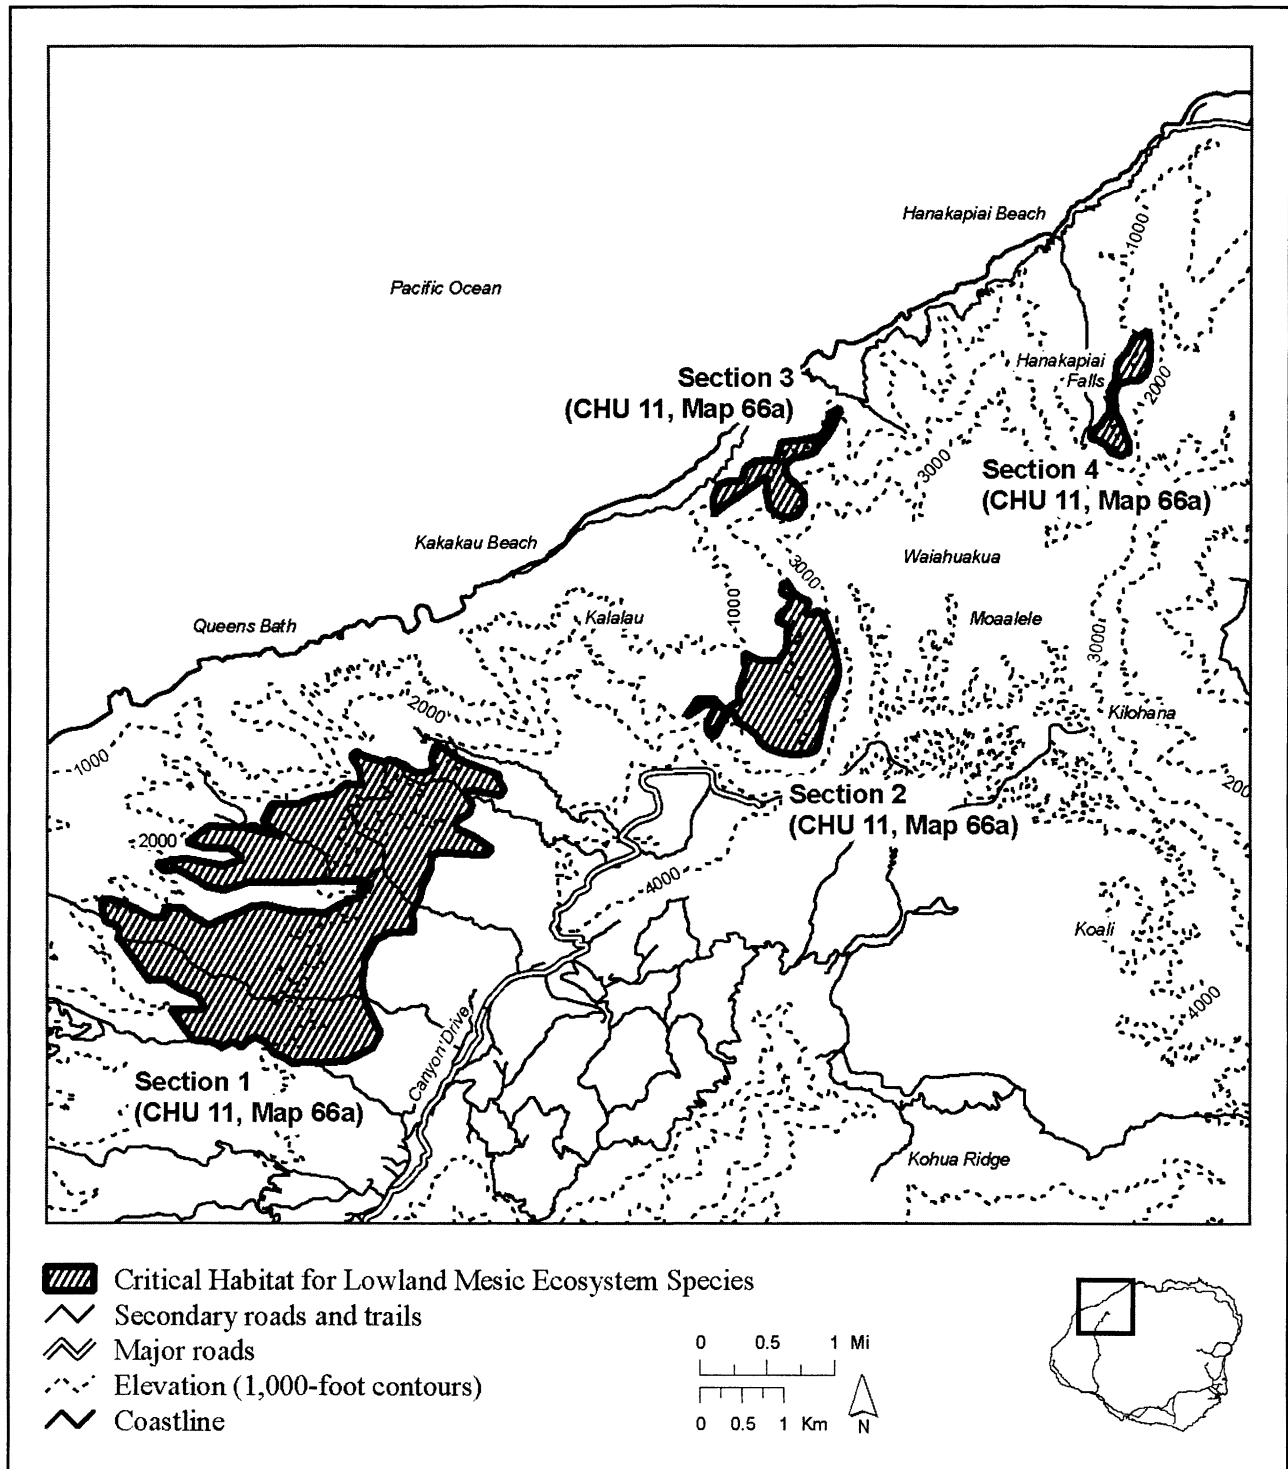 Hanakapiai Beach
1000
Pacific Ocean
Hanakapiai
Falls
2000
Section 3
(CHU 11, Map 66a)
3000
Section 4
(CHU 11, Map 66a)
Kakakau Beach
Waiahuakua
3000
1000
Queens Bath
Kalalau
Moaalele
3000
2000
Kilohana
1000
200
Section 2
(CHU 11, Map 66a)
2000
4000
Koali
4000
Canyon Drive
Section 1
(CHU 11, Map 66a)
Kohua Ridge
Critical Habitat for Lowland Mesic Ecosystem Species
Secondary roads and trails
Major roads
Elevation (1,000-foot contours)
Coastline
0 0.5 1 Mi
0 0.5 1 Km
N